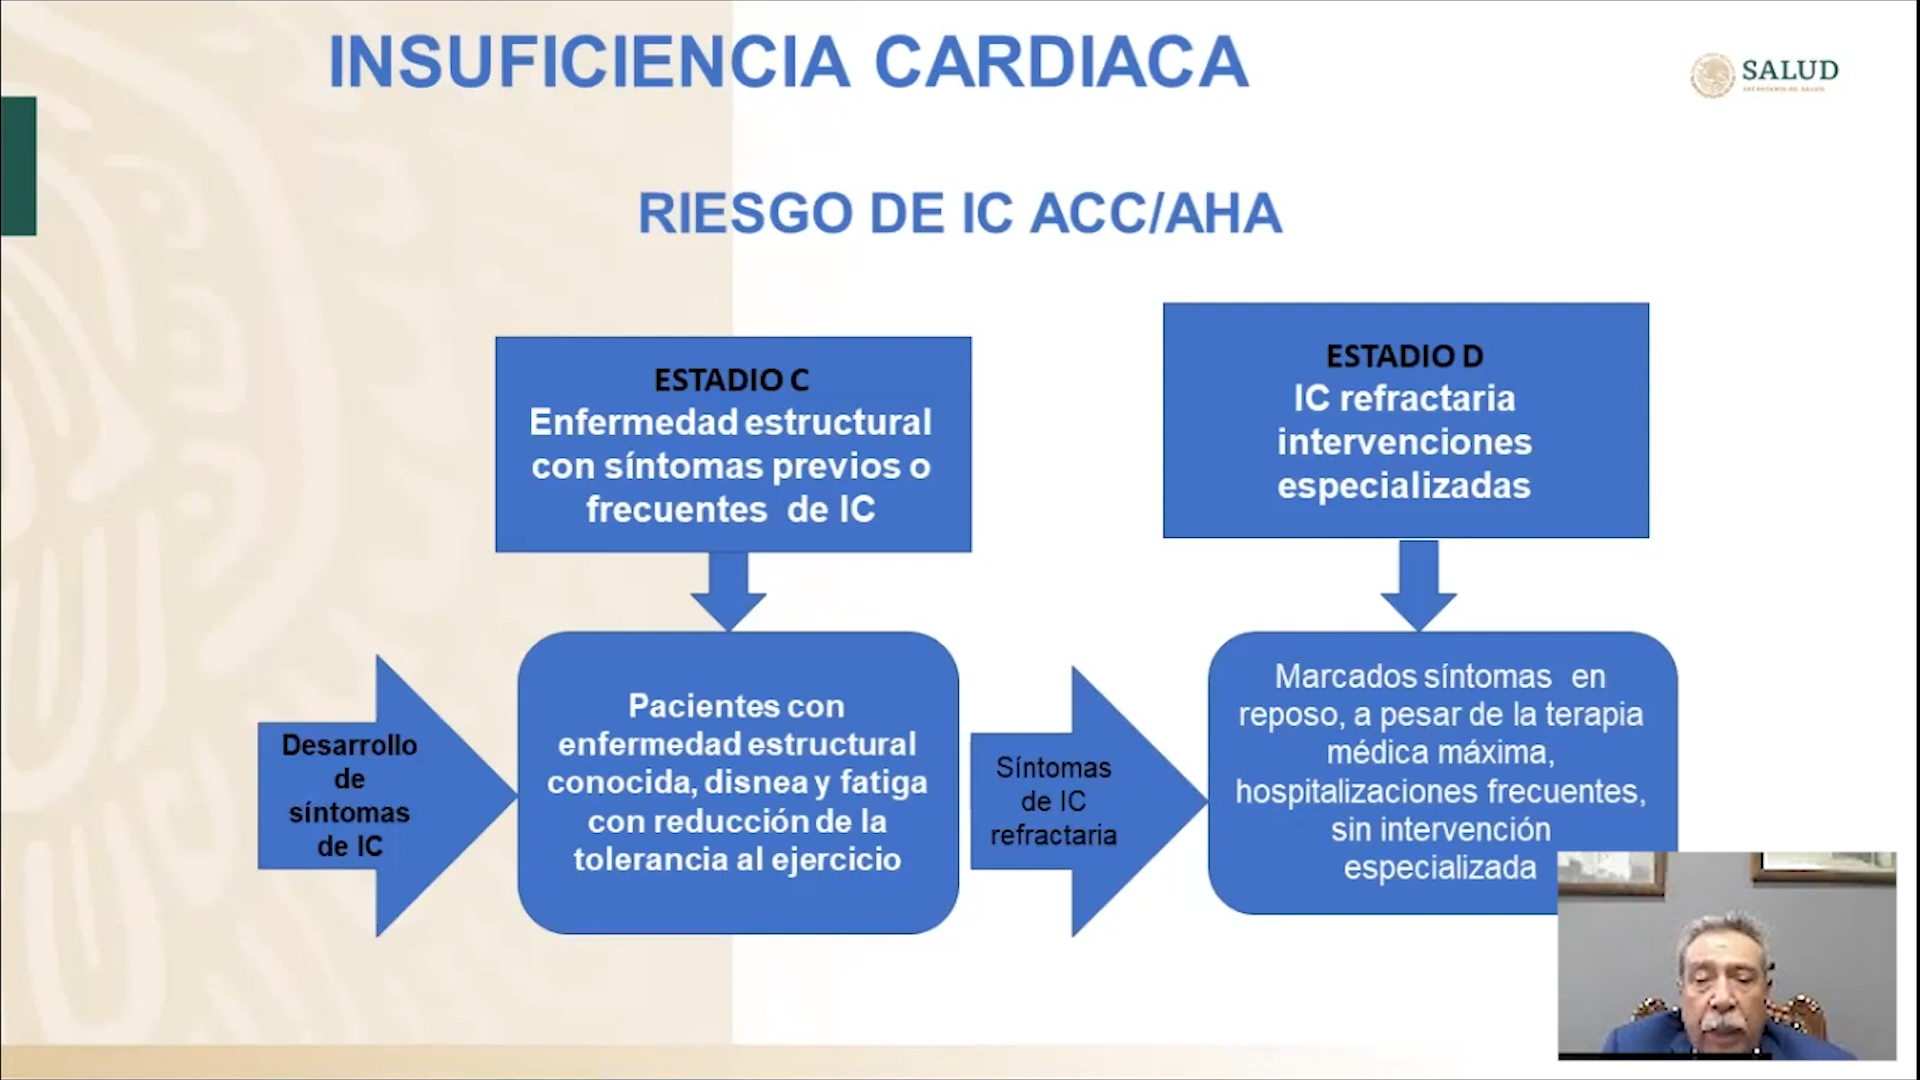 INSUFICIENCIA CARDIACA
SALUD
SECRETARÍA DE SALUD
RIESGO DE IC ACC/AHA
ESTADIO C
Enfermedad estructural
con síntomas previos o
frecuentes de IC
ESTADIO D
IC refractaria
intervenciones
especializadas
Desarrollo
de
síntomas
de IC
Pacientes con
enfermedad estructural
conocida, disnea y fatiga
con reducción de la
tolerancia al ejercicio
Síntomas
de IC
refractaria
Marcados síntomas en
reposo, a pesar de la terapia
médica máxima,
hospitalizaciones frecuentes,
sin intervención
especializada